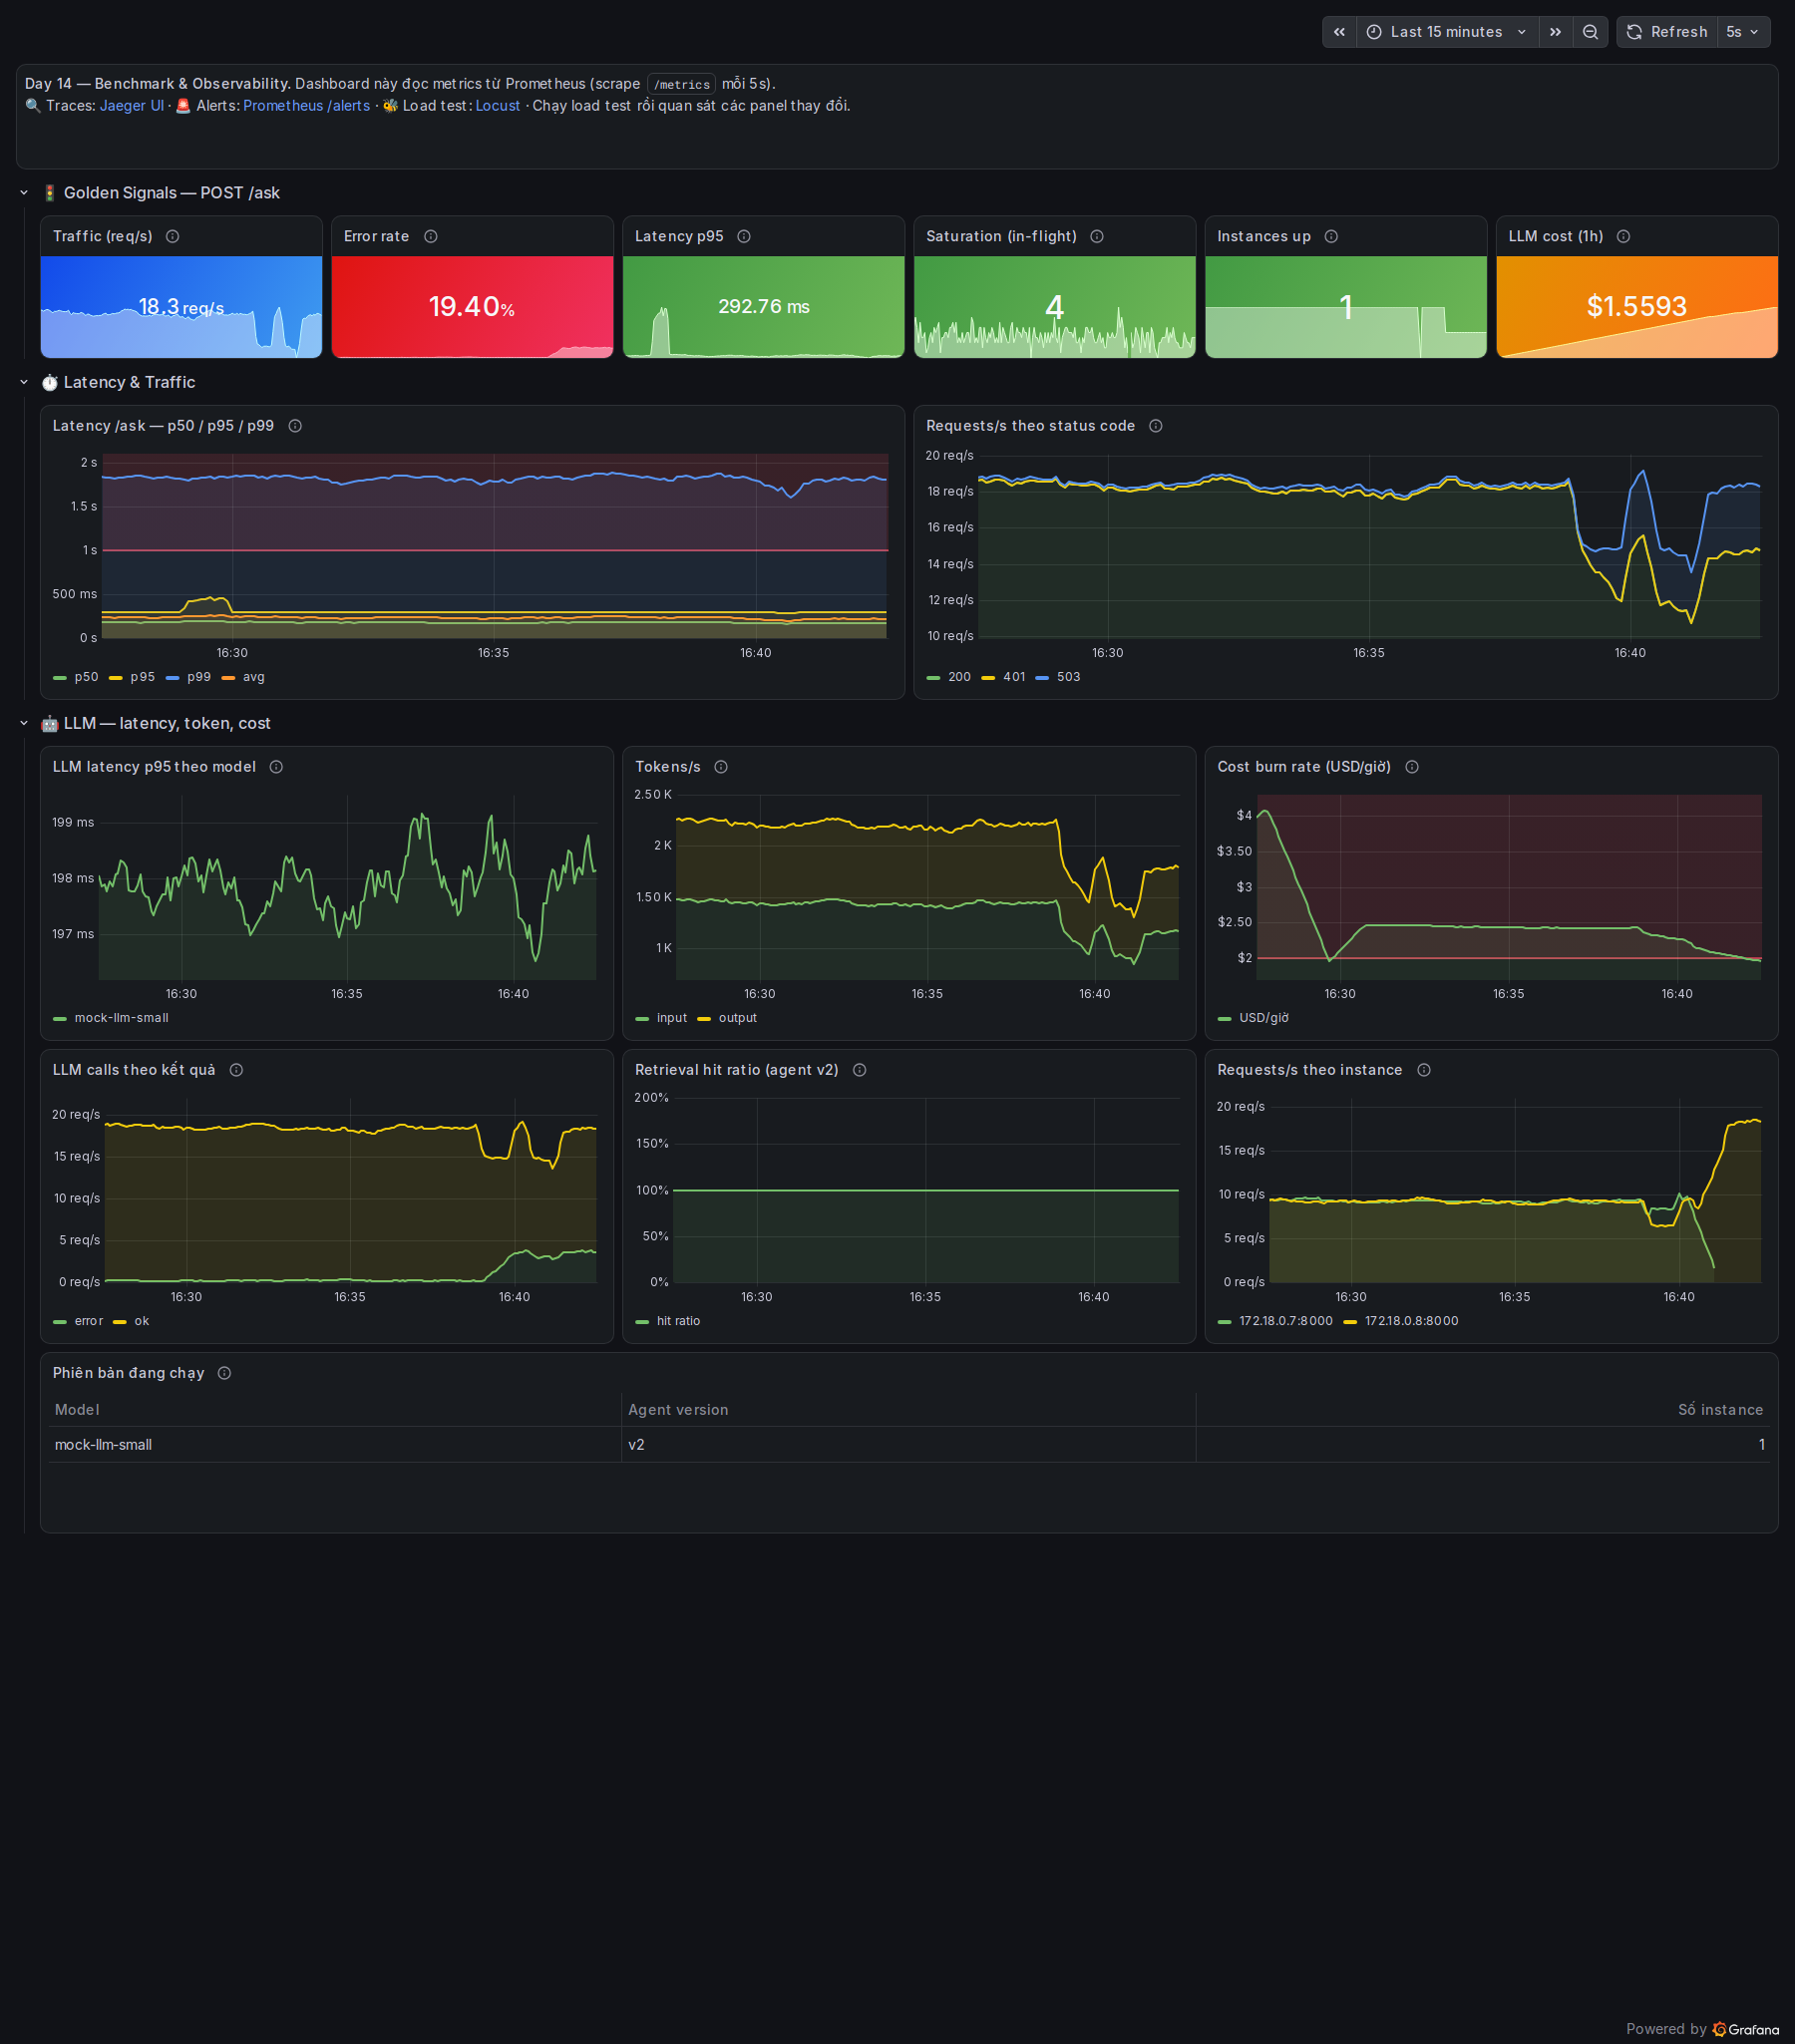 Last 15 minutes
Refresh
5s
Day 14 — Benchmark & Observability. Dashboard này đọc metrics từ Prometheus (scrape /metrics mỗi 5s).
🔍 Traces: Jaeger UI · 🚨 Alerts: Prometheus /alerts · 🐝 Load test: Locust · Chạy load test rồi quan sát các panel thay đổi.
🚦 Golden Signals — POST /ask
Traffic (req/s)
18.3 req/s
Error rate
19.40%
Latency p95
292.76 ms
Saturation (in-flight)
4
Instances up
1
LLM cost (1h)
$1.5593
⏱️ Latency & Traffic
Latency /ask — p50 / p95 / p99
2 s
1.5 s
1 s
500 ms
0 s
16:30 16:35 16:40
p50 p95 p99 avg
Requests/s theo status code
20 req/s
18 req/s
16 req/s
14 req/s
12 req/s
10 req/s
16:30 16:35 16:40
200 401 503
🤖 LLM — latency, token, cost
LLM latency p95 theo model
199 ms
198 ms
197 ms
16:30 16:35 16:40
mock-llm-small
Tokens/s
2.50 K
2 K
1.50 K
1 K
16:30 16:35 16:40
input output
Cost burn rate (USD/giờ)
$4
$3.50
$3
$2.50
$2
16:30 16:35 16:40
USD/giờ
LLM calls theo kết quả
20 req/s
15 req/s
10 req/s
5 req/s
0 req/s
16:30 16:35 16:40
error ok
Retrieval hit ratio (agent v2)
200%
150%
100%
50%
0%
16:30 16:35 16:40
hit ratio
Requests/s theo instance
20 req/s
15 req/s
10 req/s
5 req/s
0 req/s
16:30 16:35 16:40
172.18.0.7:8000 172.18.0.8:8000
Phiên bản đang chạy
Model Agent version Số instance
mock-llm-small v2 1
Powered by Grafana